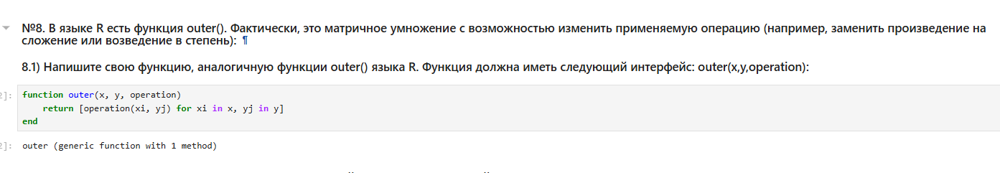 №8. В языке R есть функция outer(). Фактически, это матричное умножение с возможностью изменить применяемую операцию (например, заменить произведение на
сложение или возведение в степень): ¶
8.1) Напишите свою функцию, аналогичную функции outer() языка R. Функция должна иметь следующий интерфейс: outer(x,y,operation):
2]: function outer(x, y, operation)
return [operation(xi, yj) for xi in x, yj in y]
end
2]: outer (generic function with 1 method)